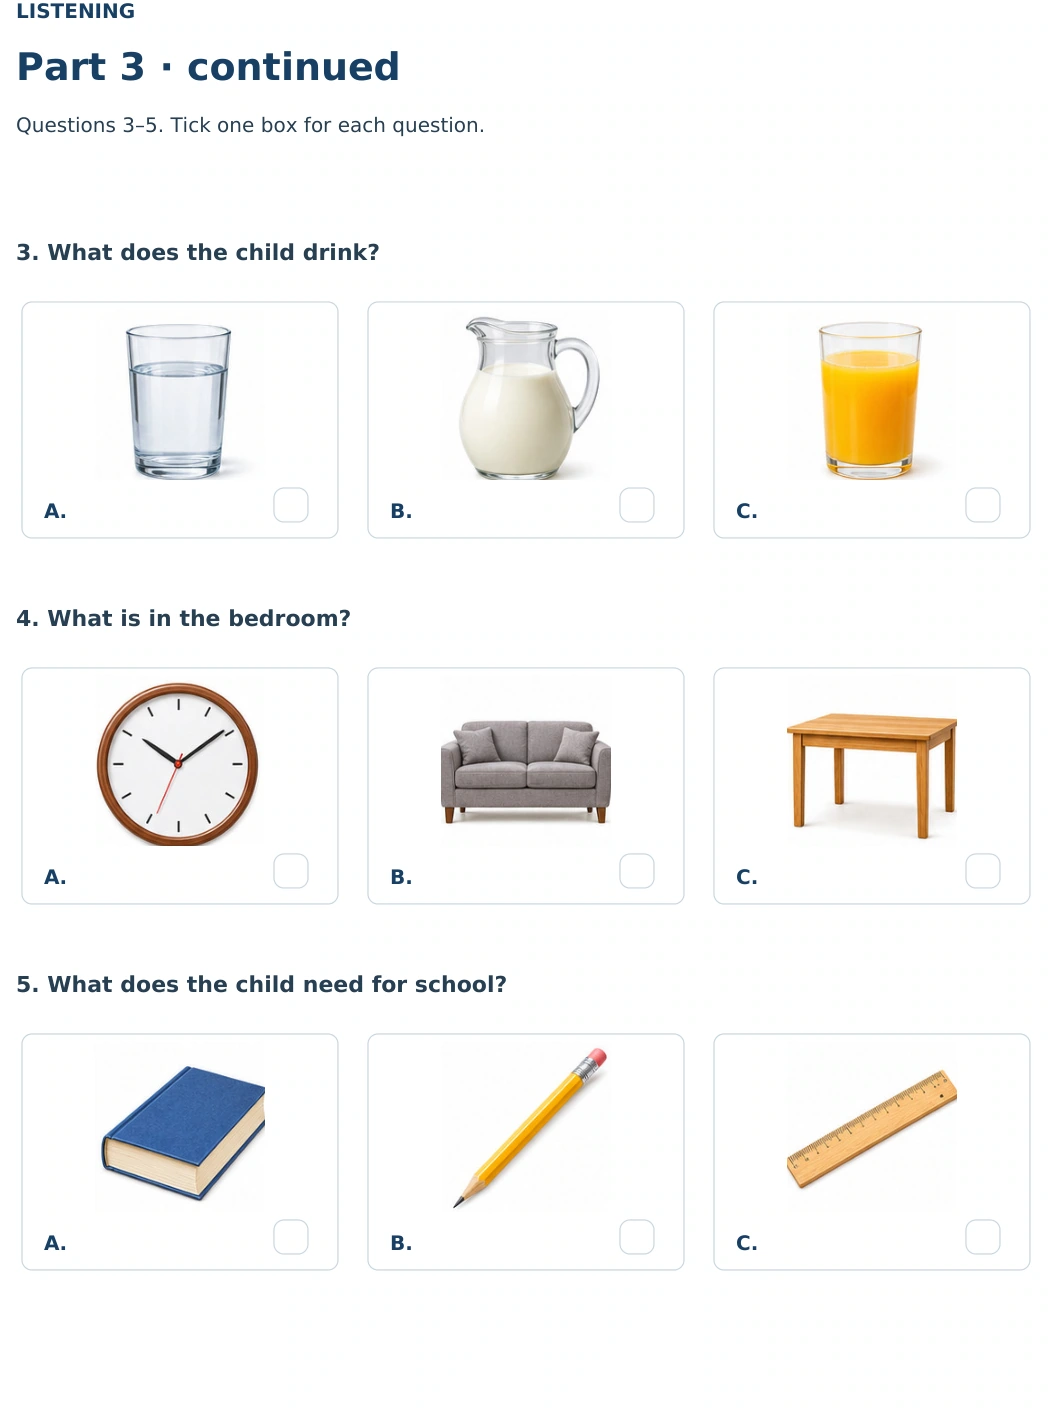 LISTENING
Part 3 · continued
Questions 3–5. Tick one box for each question.
3. What does the child drink?
A.
B.
C.
4. What is in the bedroom?
A.
B.
C.
5. What does the child need for school?
A.
B.
C.